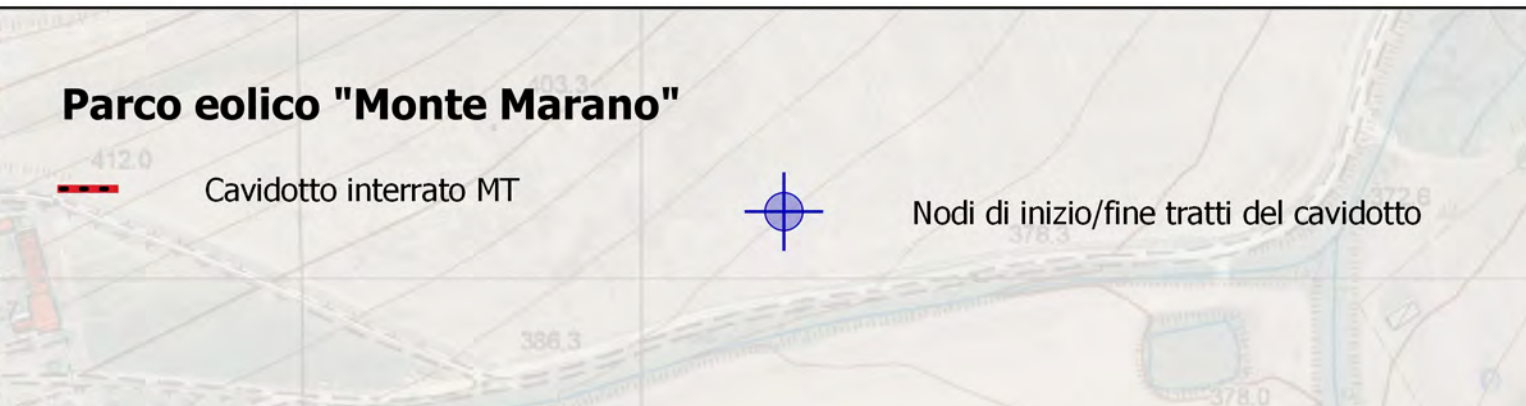 403.3
Parco eolico "Monte Marano"
412.0
Cavidotto interrato MT
372.6
Nodi di inizio/fine tratti del cavidotto
378.3
7
386.3
378.0